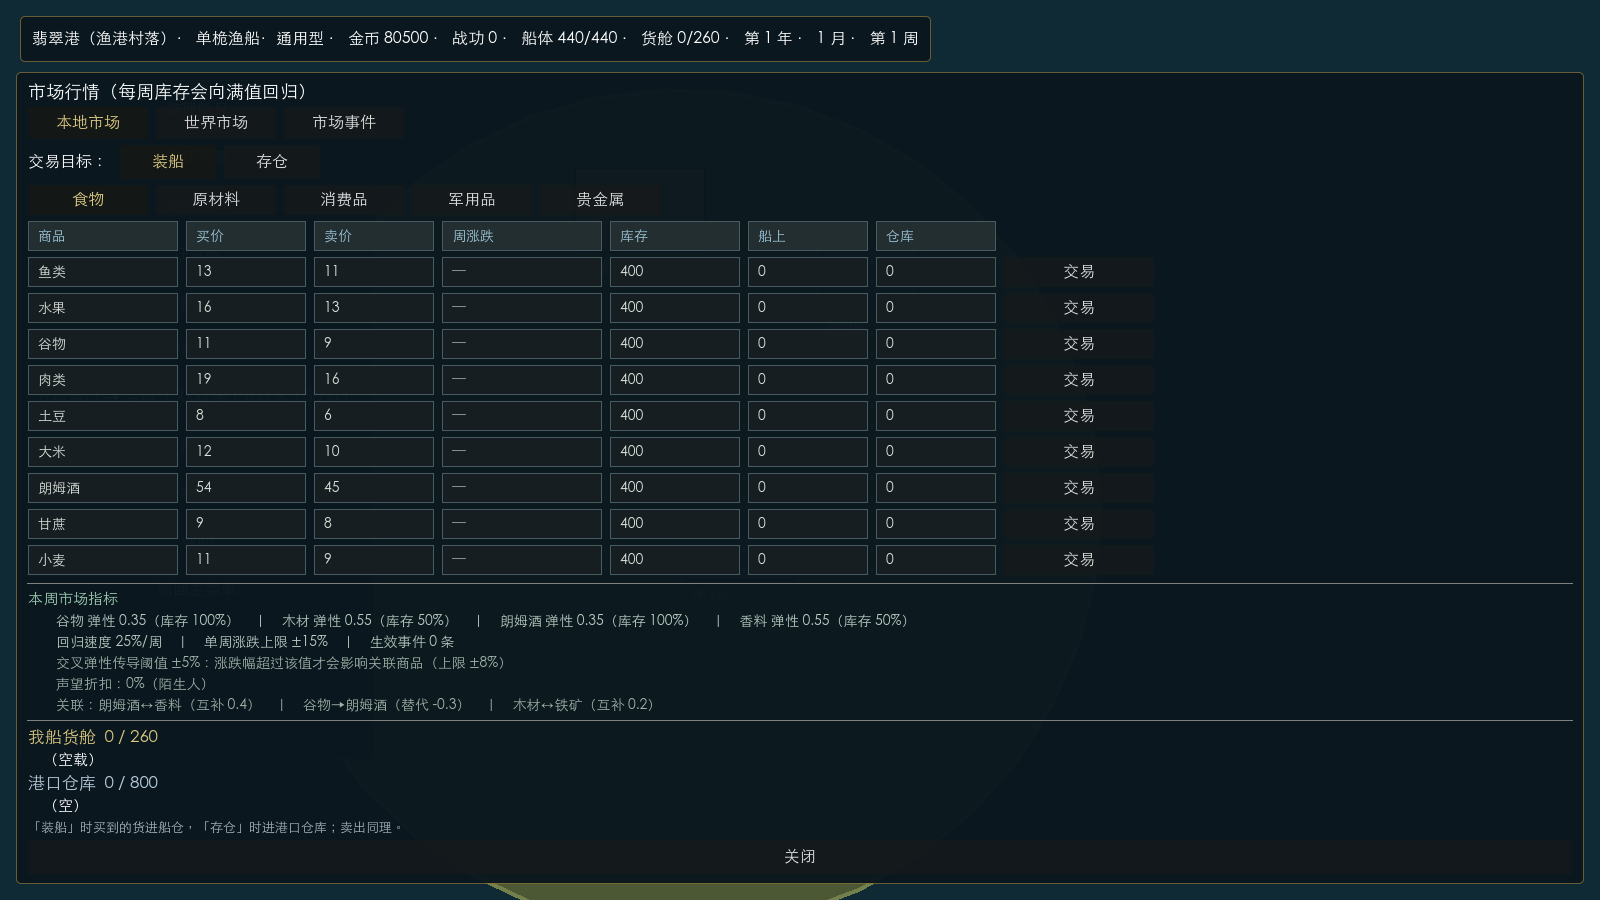 翡翠港（渔港村落）· 单桅渔船· 通用型 · 金币 80500 · 战功 0 · 船体 440/440 · 货舱 0/260 · 第 1 年 · 1 月 · 第 1 周
市场行情（每周库存会向满值回归）
本地市场 世界市场 市场事件
交易目标： 装船 存仓
食物 原材料 消费品 军用品 贵金属
商品 买价 卖价 周涨跌 库存 船上 仓库
鱼类 13 11 — 400 0 0 交易
水果 16 13 — 400 0 0 交易
谷物 11 9 — 400 0 0 交易
肉类 19 16 — 400 0 0 交易
土豆 8 6 — 400 0 0 交易
大米 12 10 — 400 0 0 交易
朗姆酒 54 45 — 400 0 0 交易
甘蔗 9 8 — 400 0 0 交易
小麦 11 9 — 400 0 0 交易
本周市场指标
谷物 弹性 0.35（库存 100%） | 木材 弹性 0.55（库存 50%） | 朗姆酒 弹性 0.35（库存 100%） | 香料 弹性 0.55（库存 50%）
回归速度 25%/周 | 单周涨跌上限 ±15% | 生效事件 0 条
交叉弹性传导阈值 ±5%：涨跌幅超过该值才会影响关联商品（上限 ±8%）
声望折扣：0%（陌生人）
关联：朗姆酒↔香料（互补 0.4） | 谷物→朗姆酒（替代 -0.3） | 木材↔铁矿（互补 0.2）
我船货舱 0 / 260
（空载）
港口仓库 0 / 800
（空）
「装船」时买到的货进船仓，「存仓」时进港口仓库；卖出同理。
关闭